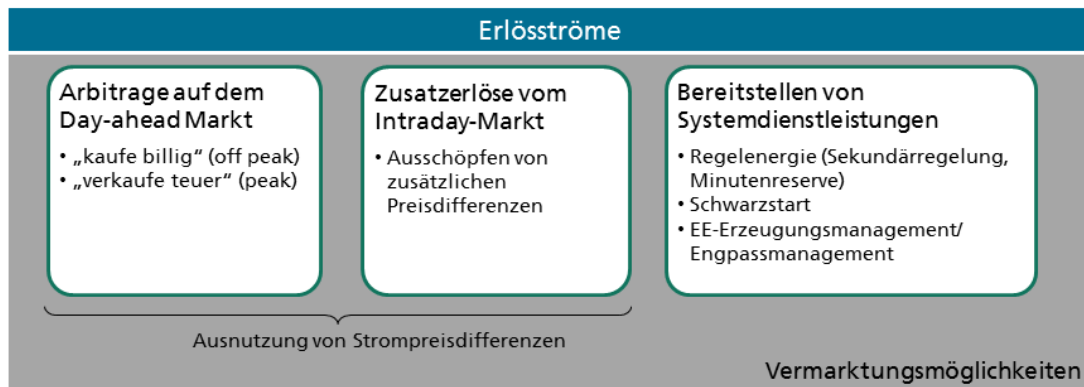 Erlösströme
Arbitrage auf dem
Day-ahead Markt
• „kaufe billig“ (off peak)
• „verkaufe teuer“ (peak)
Zusatzerlöse vom
Intraday-Markt
• Ausschöpfen von
zusätzlichen
Preisdifferenzen
Bereitstellen von
Systemdienstleistungen
• Regelenergie (Sekundärregelung,
Minutenreserve)
• Schwarzstart
• EE-Erzeugungsmanagement/
Engpassmanagement
Ausnutzung von Strompreisdifferenzen
Vermarktungsmöglichkeiten